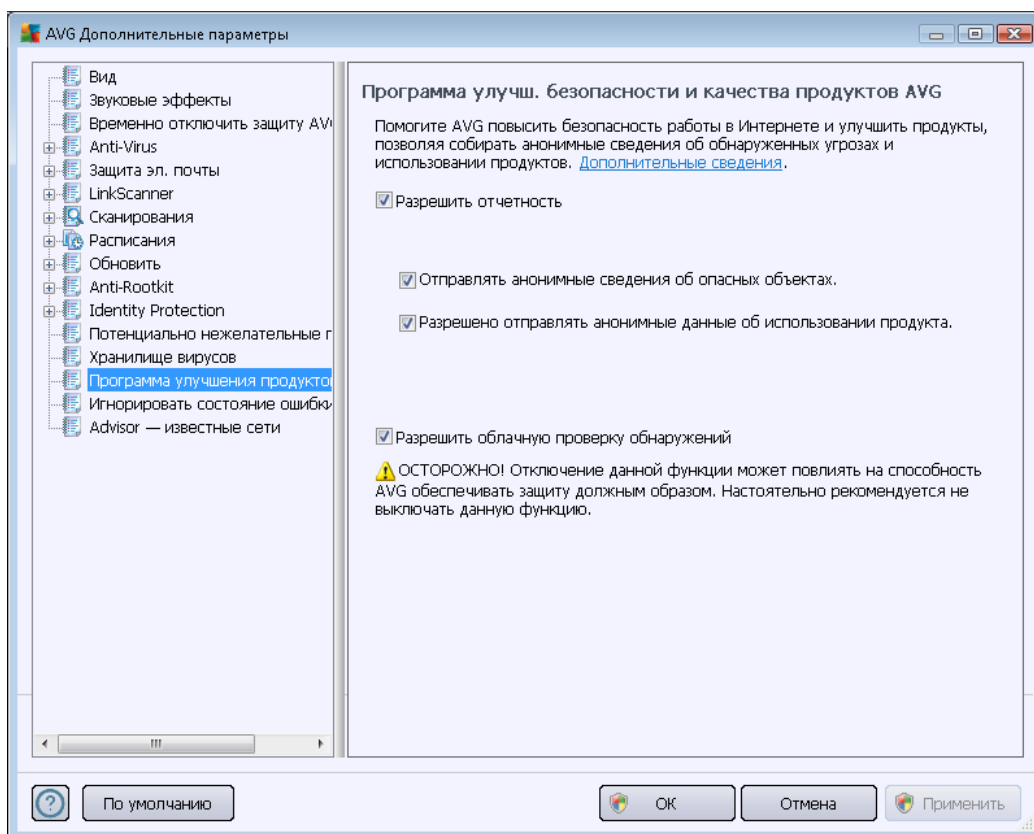 AVG Дополнительные параметры
Вид
Звуковые эффекты
Временно отключить защиту AV
Anti-Virus
Защита эл. почты
LinkScanner
Сканирования
Расписания
Обновить
Anti-Rootkit
Identity Protection
Потенциально нежелательные п
Хранилище вирусов
Программа улучшения продукто
Игнорировать состояние ошибки
Advisor — известные сети
Программа улучш. безопасности и качества продуктов AVG
Помогите AVG повысить безопасность работы в Интернете и улучшить продукты,
позволяя собирать анонимные сведения об обнаруженных угрозах и
использовании продуктов. Дополнительные сведения.
Разрешить отчетность
Отправлять анонимные сведения об опасных объектах.
Разрешено отправлять анонимные данные об использовании продукта.
Разрешить облачную проверку обнаружений
ОСТОРОЖНО! Отключение данной функции может повлиять на способность
AVG обеспечивать защиту должным образом. Настоятельно рекомендуется не
выключать данную функцию.
По умолчанию
ОК
Отмена
Применить